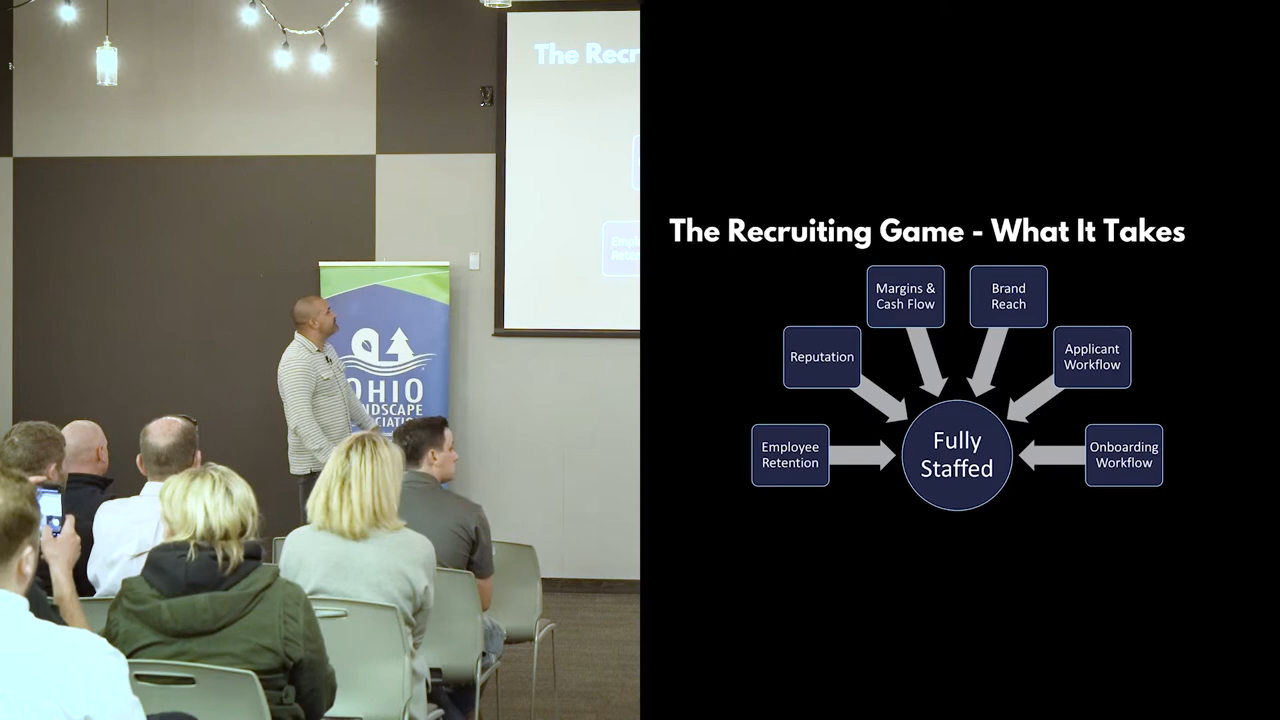 The Recr
OHIO
The Recruiting Game - What It Takes
Margins &
Cash Flow
Brand
Reach
Reputation
Applicant
Workflow
Employee
Retention
Fully
Staffed
Onboarding
Workflow